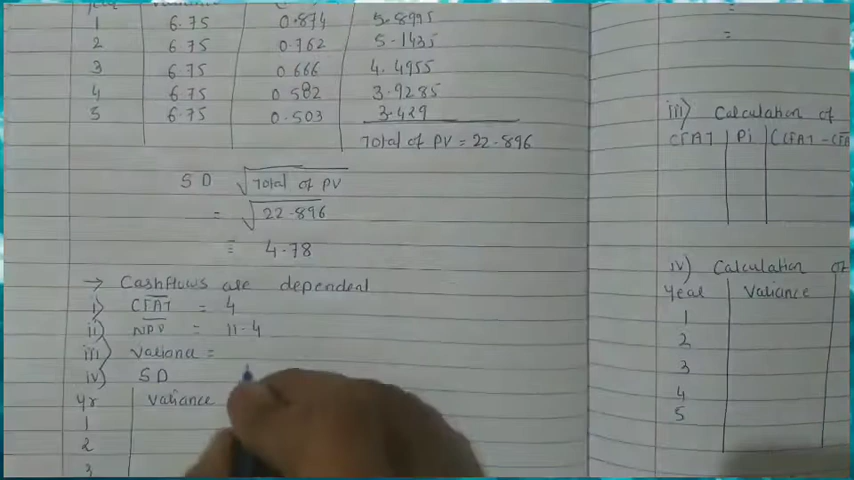 1 6.75 0.874 5.8995
2 6.75 0.762 5.1435
3 6.75 0.666 4.4955
4 6.75 0.582 3.9285
5 6.75 0.503 3.429
Total of PV = 22.896
SD √Total of PV
= √22.896
= 4.78
→ Cashflows are dependent
i) CFAT = 4
ii) NPV = 11.4
iii) Variance =
iv) SD
Yr Variance
1
2
3
=
=
iii) Calculation of
CFAT Pi (CFAT - CFA
iv) Calculation of
Year Variance
1
2
3
4
5